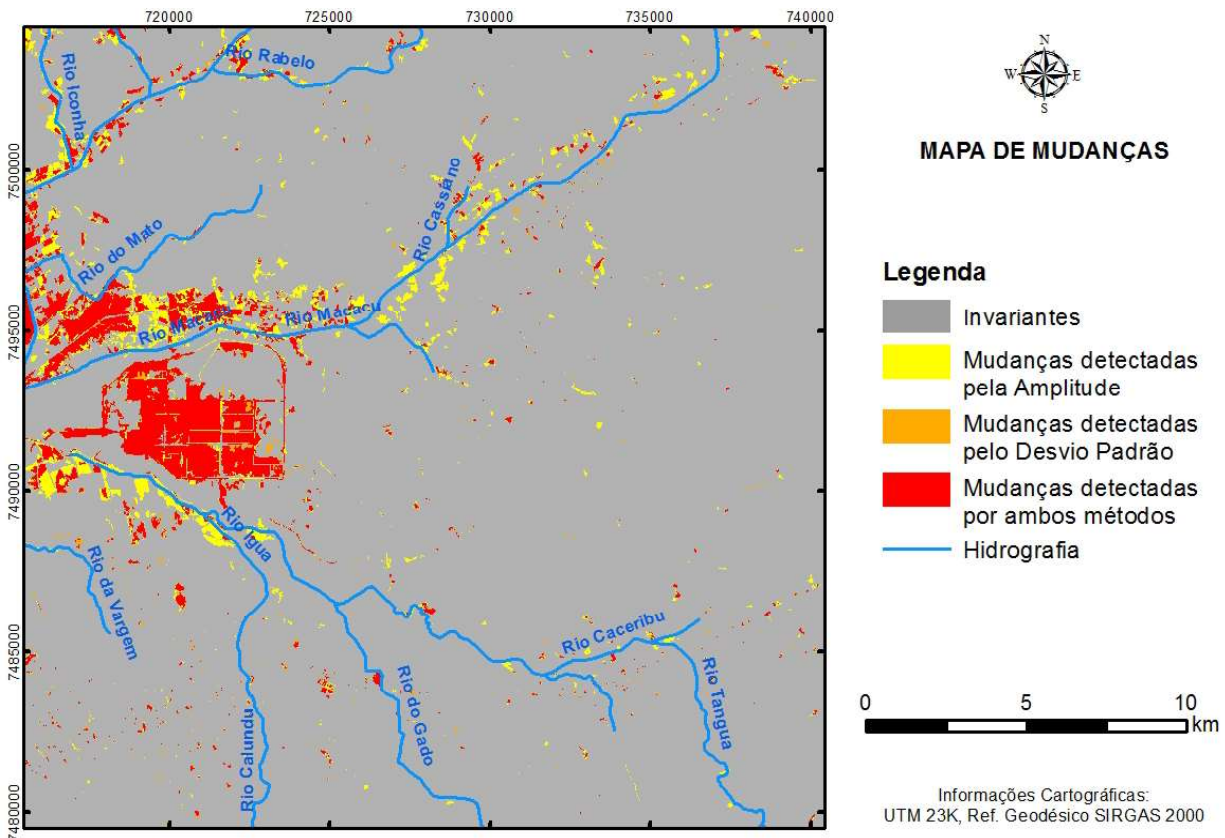 720000
725000
730000
735000
740000
7500000
7495000
7490000
7485000
7480000
Rio Rabelo
Rio Iconha
Rio Cassiano
Rio do Mato
Rio Macacu
Rio Macacu
Rio Igua
Rio da Vargem
Rio Caceribu
Rio Calundu
Rio do Gado
Rio Tangua
N
W
E
S
MAPA DE MUDANÇAS
Legenda
Invariantes
Mudanças detectadas
pela Amplitude
Mudanças detectadas
pelo Desvio Padrão
Mudanças detectadas
por ambos métodos
Hidrografia
0
5
10
km
Informações Cartográficas:
UTM 23K, Ref. Geodésico SIRGAS 2000